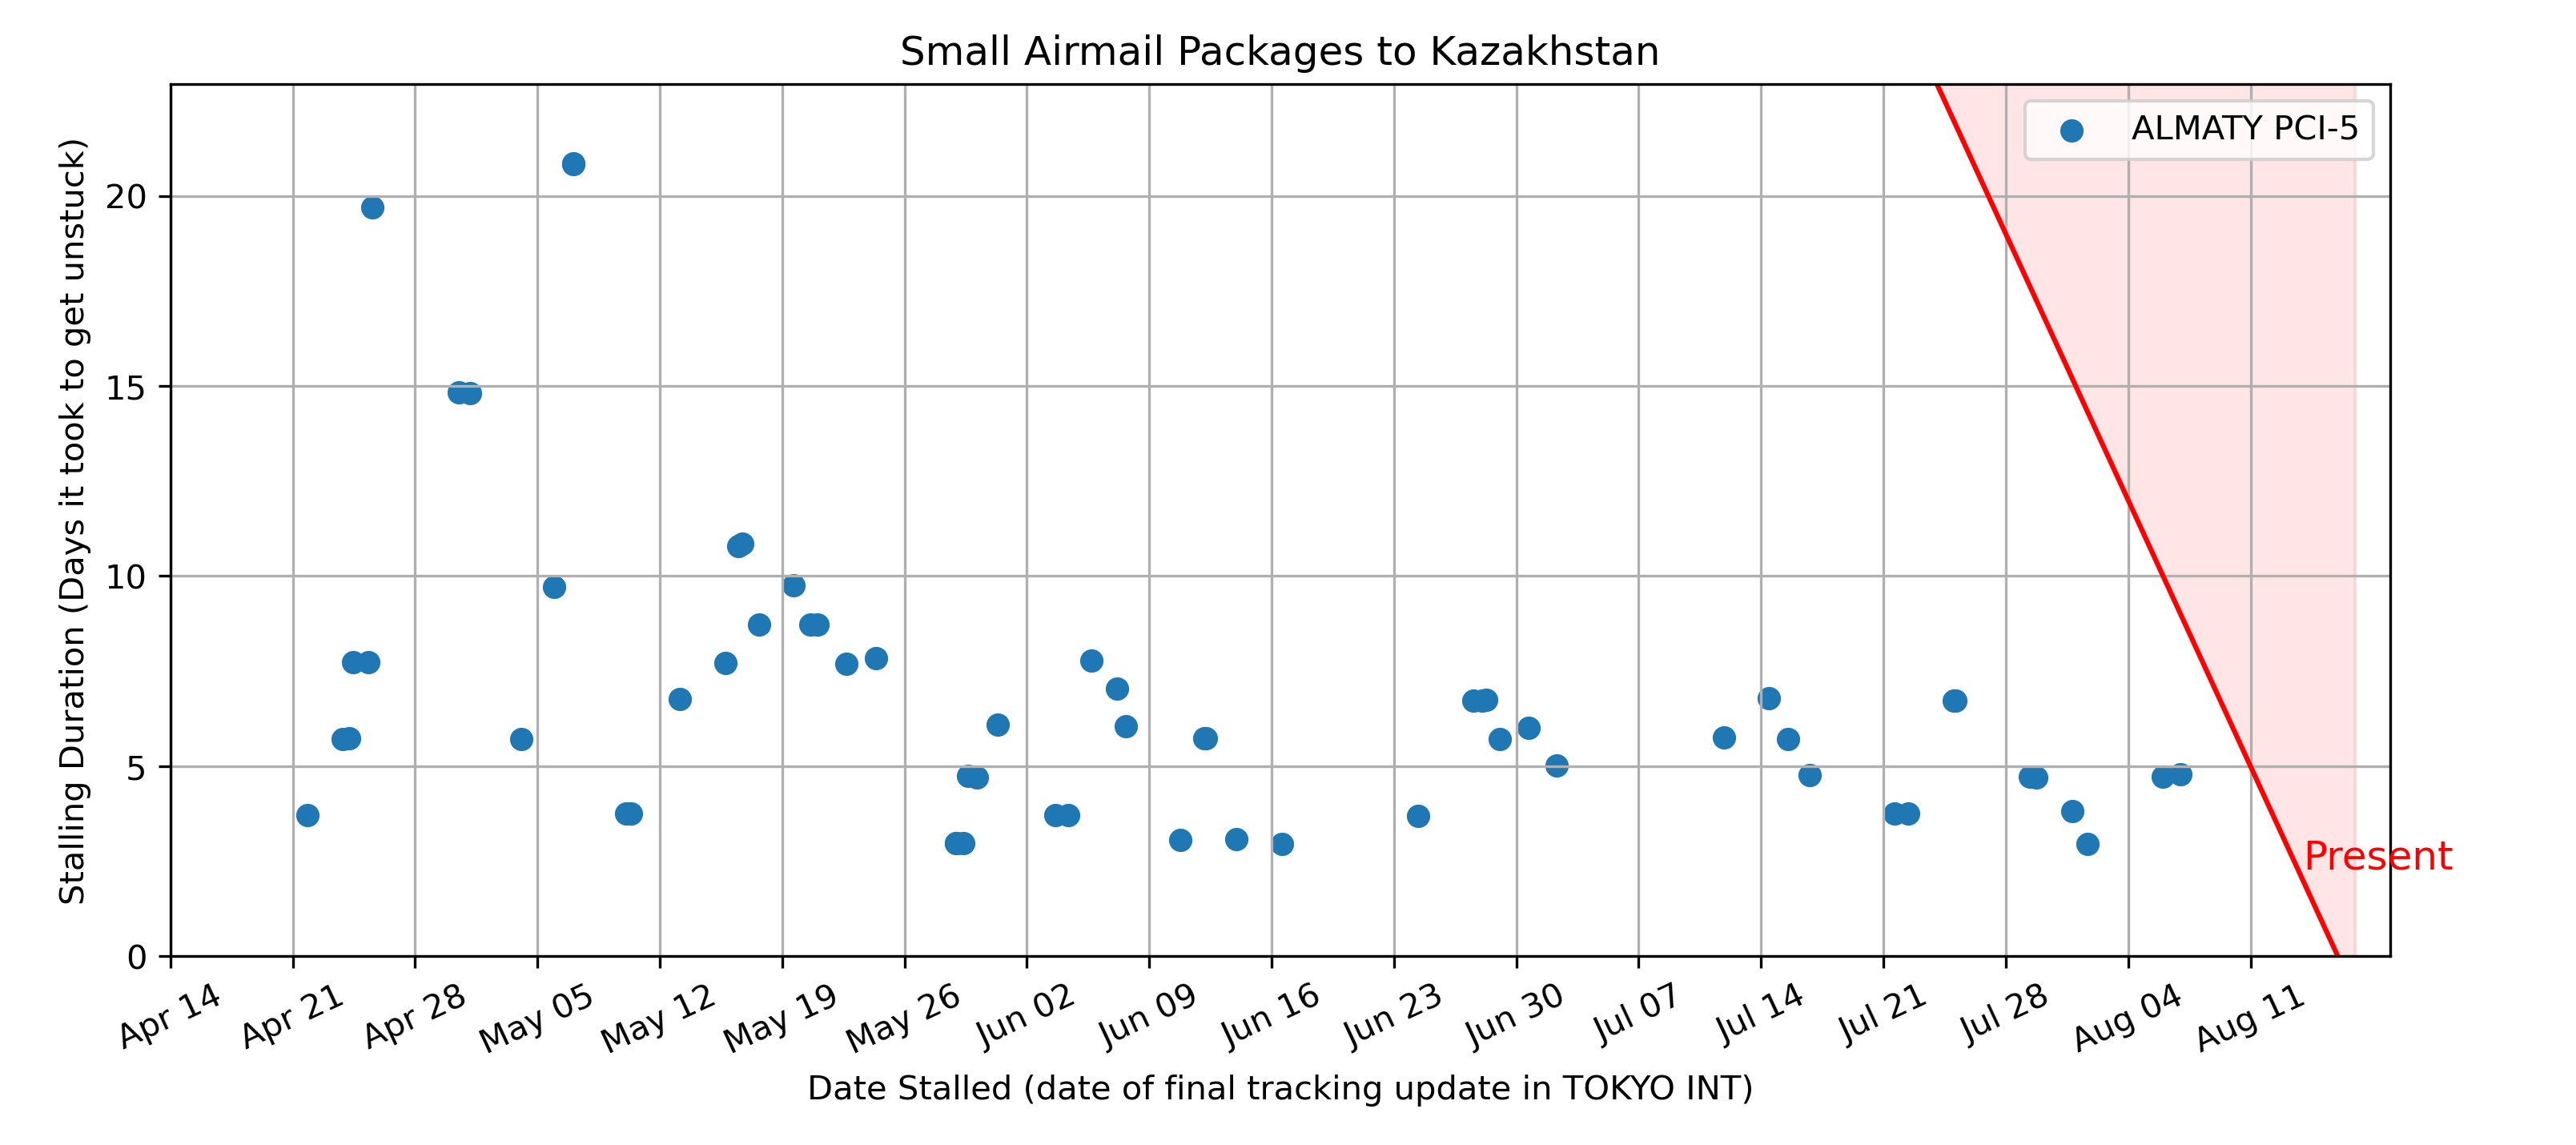 Small Airmail Packages to Kazakhstan
ALMATY PCI-5
Stalling Duration (Days it took to get unstuck)
20
15
10
5
0
Present
Apr 14
Apr 21
Apr 28
May 05
May 12
May 19
May 26
Jun 02
Jun 09
Jun 16
Jun 23
Jun 30
Jul 07
Jul 14
Jul 21
Jul 28
Aug 04
Aug 11
Date Stalled (date of final tracking update in TOKYO INT)